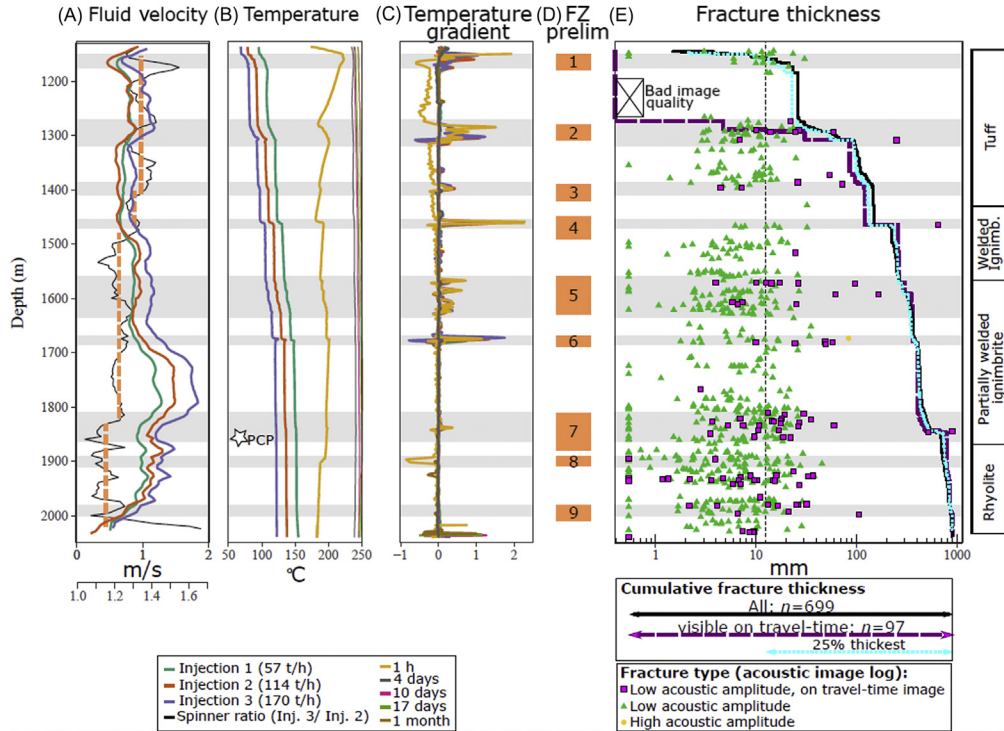 (A) Fluid velocity
(B) Temperature
(C) Temperature gradient
(D) FZ prelim
(E) Fracture thickness
Depth (m)
1200
1300
1400
1500
1600
1700
1800
1900
2000
0 1 2
m/s
1.0 1.2 1.4 1.6
50 100 150 200 250
°C
PCP
−1 0 1 2
1
2
3
4
5
6
7
8
9
Bad image quality
1 10 100 1000
mm
Tuff
Welded Ignimb.
Partially welded ignimbrite
Rhyolite
Cumulative fracture thickness
All: n=699
visible on travel-time: n=97
25% thickest
Injection 1 (57 t/h)
Injection 2 (114 t/h)
Injection 3 (170 t/h)
Spinner ratio (Inj. 3/ Inj. 2)
1 h
4 days
10 days
17 days
1 month
Fracture type (acoustic image log):
Low acoustic amplitude, on travel-time image
Low acoustic amplitude
High acoustic amplitude